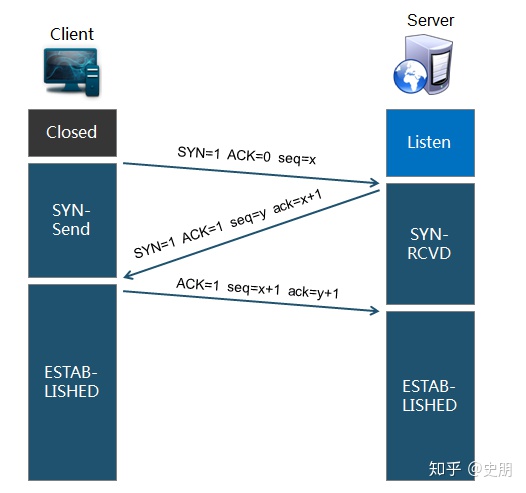 Client
Server
Closed
Listen
SYN=1 ACK=0 seq=x
SYN-
Send
SYN=1 ACK=1 seq=y ack=x+1
SYN-
RCVD
ACK=1 seq=x+1 ack=y+1
ESTAB-
LISHED
ESTAB-
LISHED
知乎 @史朋